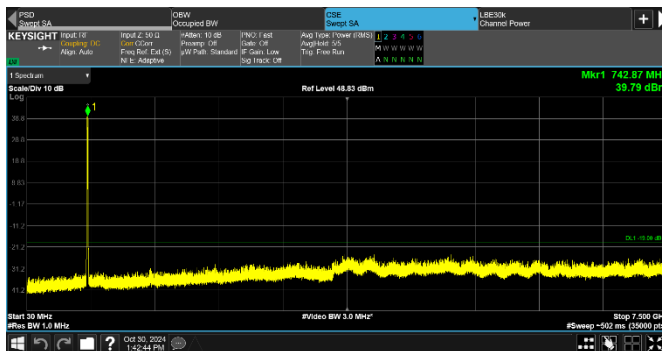 PSD
Swept SA
OBW
Occupied BW
CSE
Swept SA
LBE30k
Channel Power
KEYSIGHT
Input: RF
Coupling: DC
Align: Auto
Input Z: 50 Ω
Corr CCorr
Freq Ref: Ext (S)
NFE: Adaptive
#Atten: 10 dB
Preamp: Off
µW Path: Standard
PNO: Fast
Gate: Off
IF Gain: Low
Sig Track: Off
Avg Type: Power (RMS)
Avg|Hold: 5/5
Trig: Free Run
1 2 3 4 5 6
M W W W W W
A N N N N N
1 Spectrum
Scale/Div 10 dB
Log
Ref Level 48.83 dBm
Mkr1 742.87 MH
39.79 dBr
1
38.8
28.8
18.8
8.83
-1.17
-11.2
-21.2
-31.2
-41.2
Start 30 MHz
#Res BW 1.0 MHz
#Video BW 3.0 MHz*
Stop 7.500 GH
#Sweep ~502 ms (35000 pts
Oct 30, 2024
1:42:44 PM